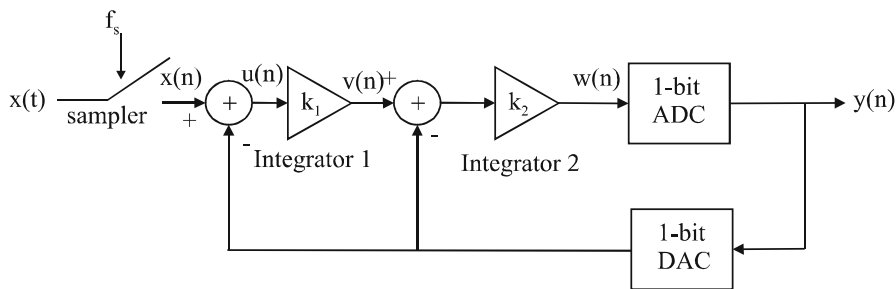 f_s
x(t)
sampler
x(n)
+
+
-
u(n)
k_1
Integrator 1
v(n)
+
+
-
k_2
Integrator 2
w(n)
1-bit
ADC
y(n)
1-bit
DAC